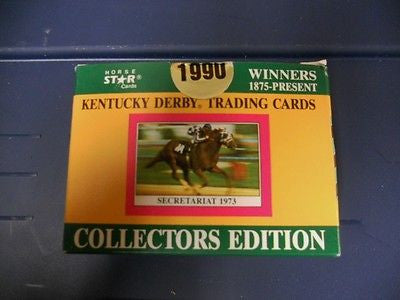 HORSE
STAR®
Cards
1990
WINNERS
1875-PRESENT
KENTUCKY DERBY® TRADING CARDS
SECRETARIAT 1973
COLLECTORS EDITION